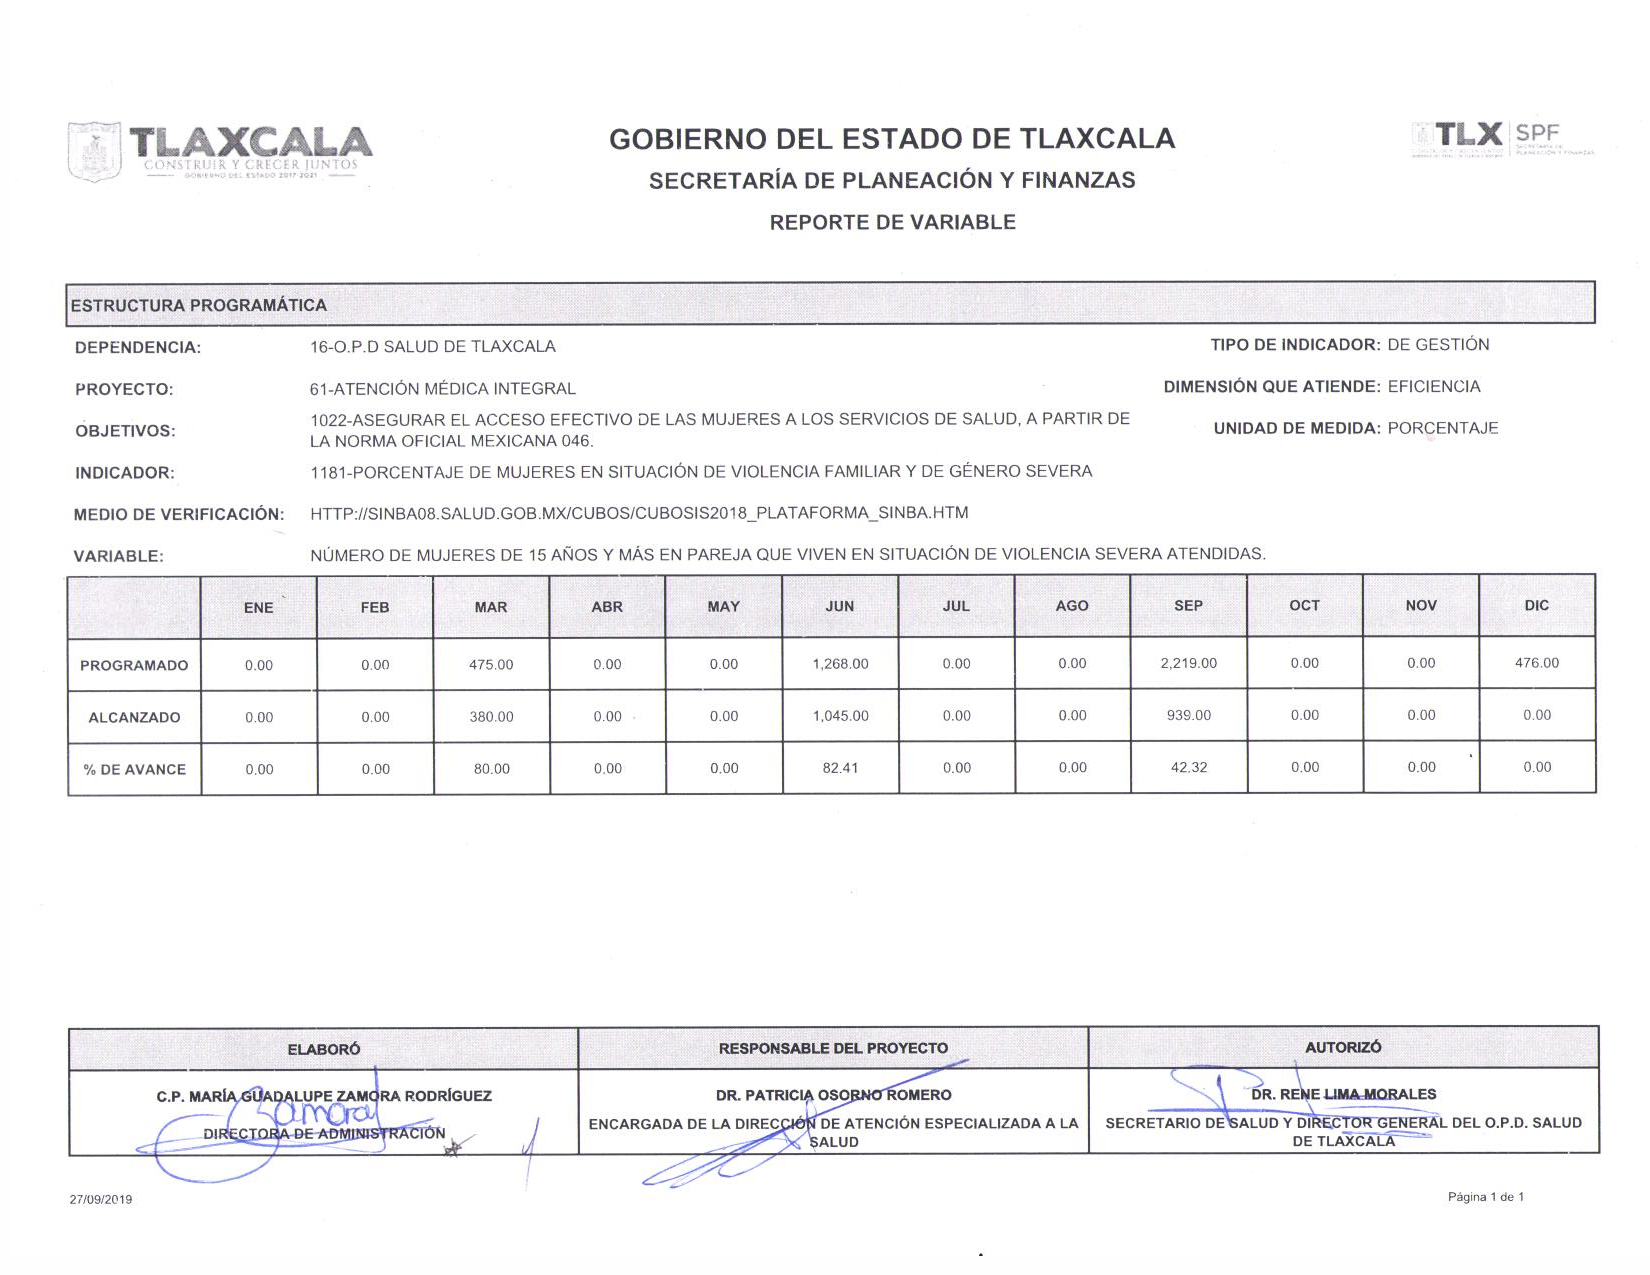 TLAXCALA
CONSTRUIR Y CRECER JUNTOS
GOBIERNO DEL ESTADO 2017-2021
GOBIERNO DEL ESTADO DE TLAXCALA
SECRETARÍA DE PLANEACIÓN Y FINANZAS
REPORTE DE VARIABLE
TLX SPF
ESTRUCTURA PROGRAMÁTICA
DEPENDENCIA: 16-O.P.D SALUD DE TLAXCALA TIPO DE INDICADOR: DE GESTIÓN
PROYECTO: 61-ATENCIÓN MÉDICA INTEGRAL DIMENSIÓN QUE ATIENDE: EFICIENCIA
OBJETIVOS: 1022-ASEGURAR EL ACCESO EFECTIVO DE LAS MUJERES A LOS SERVICIOS DE SALUD, A PARTIR DE
LA NORMA OFICIAL MEXICANA 046.
UNIDAD DE MEDIDA: PORCENTAJE
INDICADOR: 1181-PORCENTAJE DE MUJERES EN SITUACIÓN DE VIOLENCIA FAMILIAR Y DE GÉNERO SEVERA
MEDIO DE VERIFICACIÓN: HTTP://SINBA08.SALUD.GOB.MX/CUBOS/CUBOSIS2018_PLATAFORMA_SINBA.HTM
VARIABLE: NÚMERO DE MUJERES DE 15 AÑOS Y MÁS EN PAREJA QUE VIVEN EN SITUACIÓN DE VIOLENCIA SEVERA ATENDIDAS.
ENE FEB MAR ABR MAY JUN JUL AGO SEP OCT NOV DIC
PROGRAMADO 0.00 0.00 475.00 0.00 0.00 1,268.00 0.00 0.00 2,219.00 0.00 0.00 476.00
ALCANZADO 0.00 0.00 380.00 0.00 0.00 1,045.00 0.00 0.00 939.00 0.00 0.00 0.00
% DE AVANCE 0.00 0.00 80.00 0.00 0.00 82.41 0.00 0.00 42.32 0.00 0.00 0.00
ELABORÓ
C.P. MARÍA GUADALUPE ZAMORA RODRÍGUEZ
Zamora
DIRECTORA DE ADMINISTRACIÓN
RESPONSABLE DEL PROYECTO
DR. PATRICIA OSORNO ROMERO
ENCARGADA DE LA DIRECCIÓN DE ATENCIÓN ESPECIALIZADA A LA
SALUD
AUTORIZÓ
DR. RENE LIMA MORALES
SECRETARIO DE SALUD Y DIRECTOR GENERAL DEL O.P.D. SALUD
DE TLAXCALA
27/09/2019
Página 1 de 1